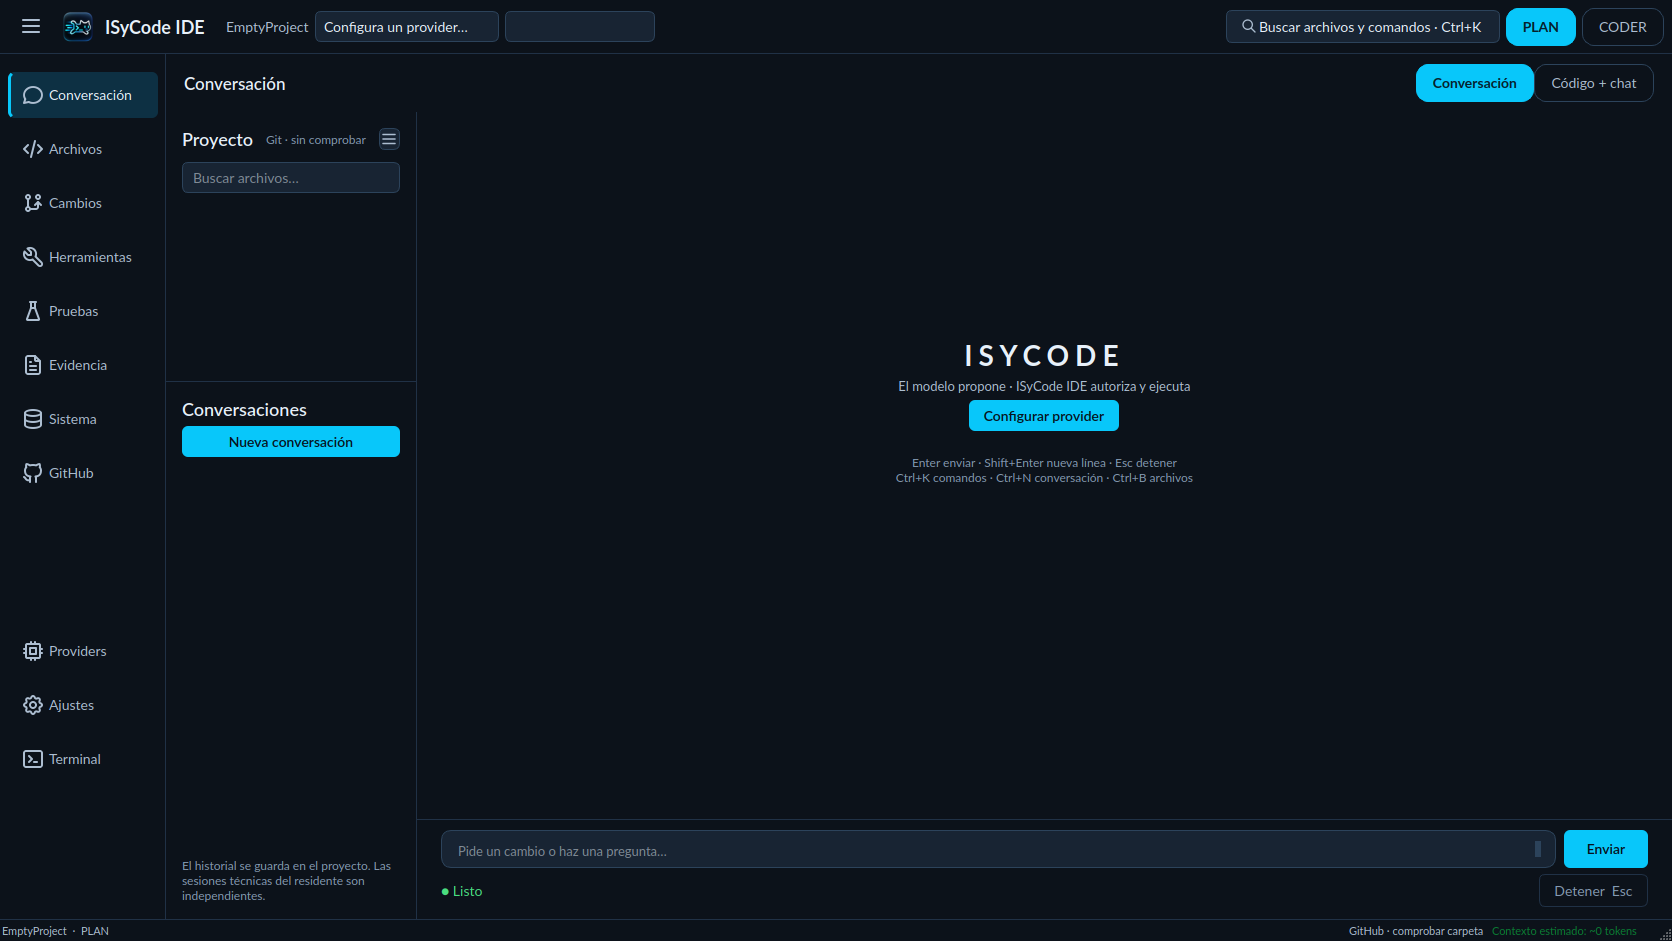 ISyCode IDE
EmptyProject
Configura un provider...
Buscar archivos y comandos · Ctrl+K
PLAN
CODER
Conversación
Archivos
Cambios
Herramientas
Pruebas
Evidencia
Sistema
GitHub
Providers
Ajustes
Terminal
Conversación
Conversación
Código + chat
Proyecto
Git · sin comprobar
Buscar archivos...
Conversaciones
Nueva conversación
El historial se guarda en el proyecto. Las
sesiones técnicas del residente son
independientes.
ISYCODE
El modelo propone · ISyCode IDE autoriza y ejecuta
Configurar provider
Enter enviar · Shift+Enter nueva línea · Esc detener
Ctrl+K comandos · Ctrl+N conversación · Ctrl+B archivos
Pide un cambio o haz una pregunta...
Enviar
Listo
Detener Esc
EmptyProject · PLAN
GitHub · comprobar carpeta
Contexto estimado: ~0 tokens